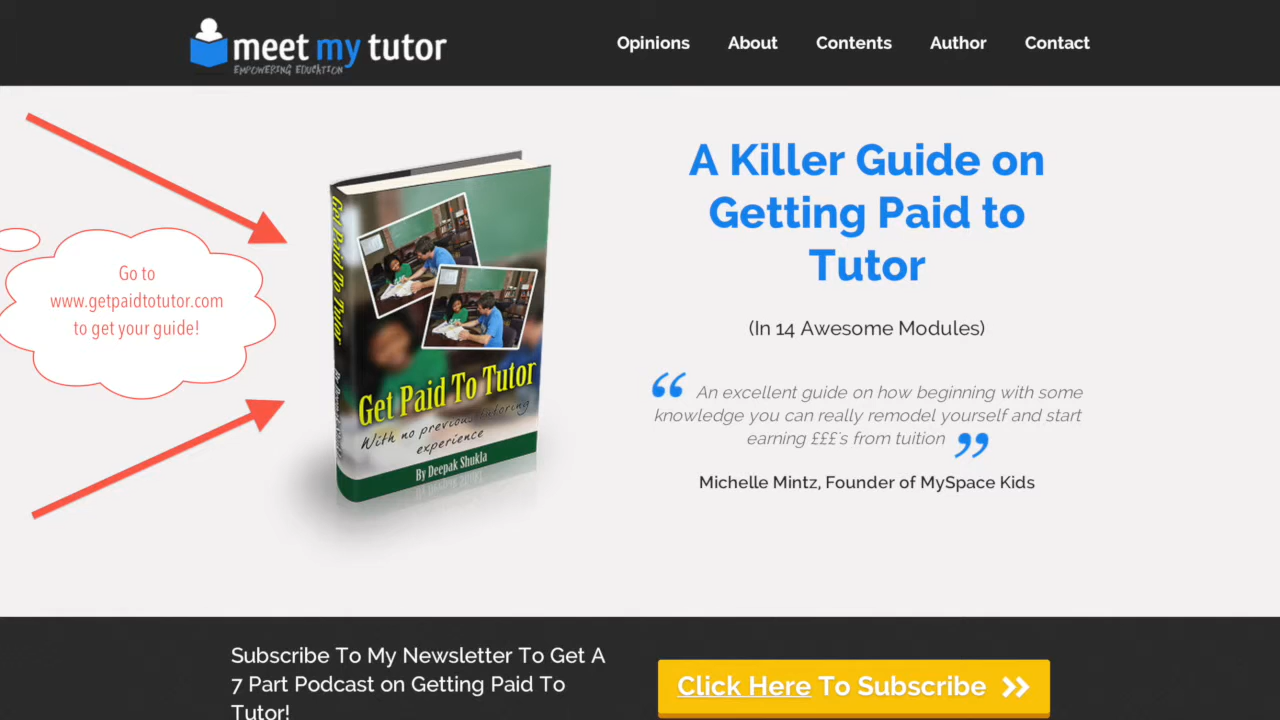 meet my tutor
EMPOWERING EDUCATION
Opinions
About
Contents
Author
Contact
Go to
www.getpaidtotutor.com
to get your guide!
Get Paid To Tutor
Get Paid To Tutor
With no previous tutoring
experience
By Deepak Shukla
A Killer Guide on
Getting Paid to
Tutor
(In 14 Awesome Modules)
“ An excellent guide on how beginning with some
knowledge you can really remodel yourself and start
earning £££'s from tuition ”
Michelle Mintz, Founder of MySpace Kids
Subscribe To My Newsletter To Get A
7 Part Podcast on Getting Paid To
Tutor!
Click Here To Subscribe »